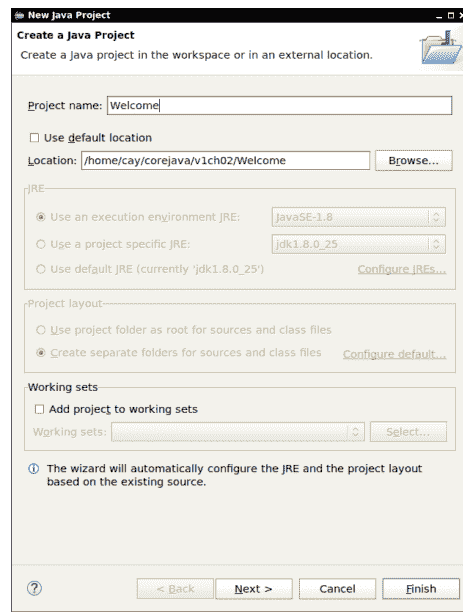 New Java Project
Create a Java Project
Create a Java project in the workspace or in an external location.
Project name: Welcome
Use default location
Location: /home/cay/corejava/v1ch02/Welcome Browse...
JRE
Use an execution environment JRE: JavaSE-1.8
Use a project specific JRE: jdk1.8.0_25
Use default JRE (currently 'jdk1.8.0_25') Configure JREs...
Project layout
Use project folder as root for sources and class files
Create separate folders for sources and class files Configure default...
Working sets
Add project to working sets
Working sets: Select...
The wizard will automatically configure the JRE and the project layout
based on the existing source.
< Back Next > Cancel Finish